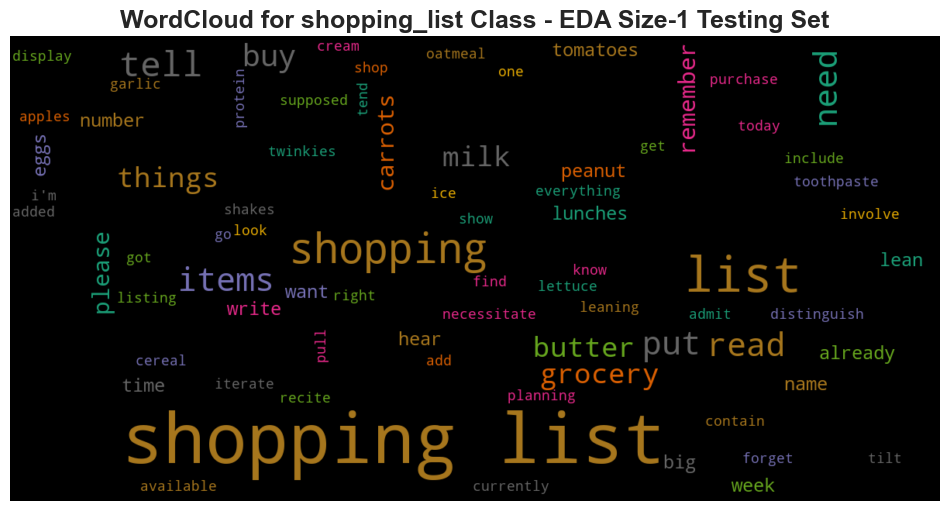 WordCloud for shopping_list Class - EDA Size-1 Testing Set
display
tell
buy
cream
oatmeal
tomatoes
shop
one
garlic
protein
supposed
tend
remember
purchase
need
apples
number
carrots
today
eggs
twinkies
milk
get
include
things
peanut
toothpaste
i'm
ice
everything
added
shakes
show
lunches
involve
go
look
please
got
shopping
lean
items
find
know
list
listing
want
right
lettuce
write
leaning
necessitate
admit
distinguish
pull
hear
butter
put
read
already
cereal
add
grocery
time
iterate
name
recite
planning
shopping list
contain
big
forget
tilt
available
currently
week